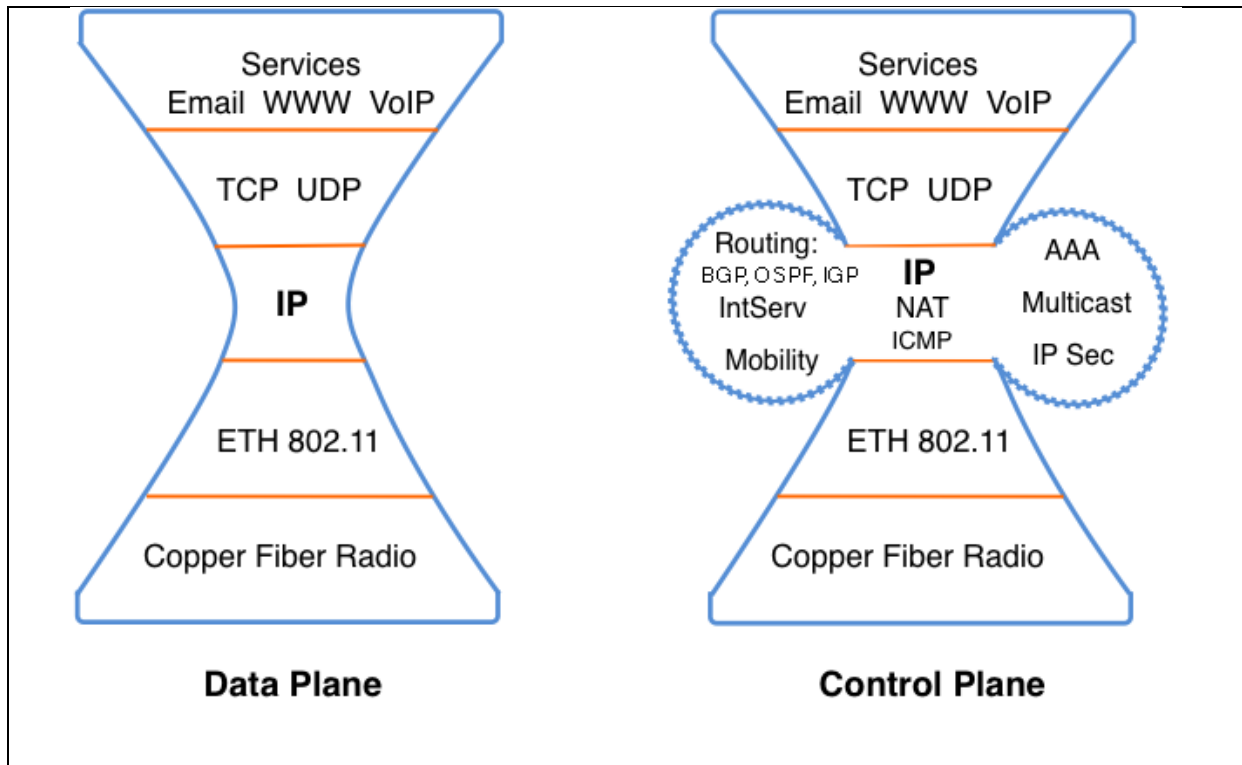 Services
Email WWW VoIP
TCP UDP
IP
ETH 802.11
Copper Fiber Radio
Data Plane
Services
Email WWW VoIP
TCP UDP
Routing:
BGP, OSPF, IGP
IntServ
Mobility
IP
NAT
ICMP
AAA
Multicast
IP Sec
ETH 802.11
Copper Fiber Radio
Control Plane